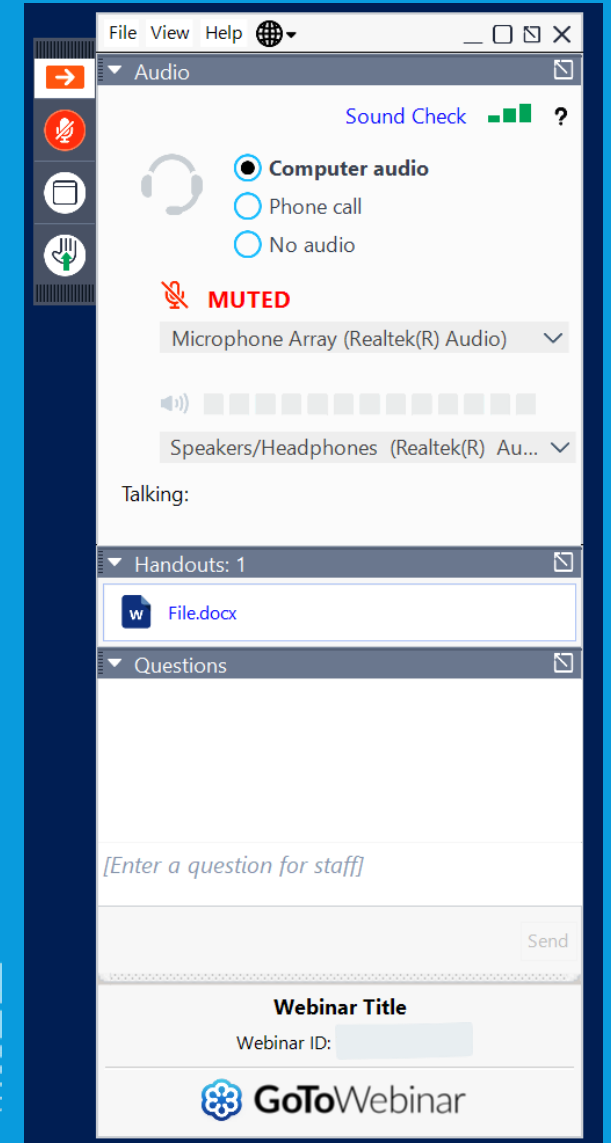 File View Help
Audio
Sound Check ?
Computer audio
Phone call
No audio
MUTED
Microphone Array (Realtek(R) Audio)
Speakers/Headphones (Realtek(R) Au...
Talking:
Handouts: 1
W File.docx
Questions
[Enter a question for staff]
Send
Webinar Title
Webinar ID:
GoToWebinar